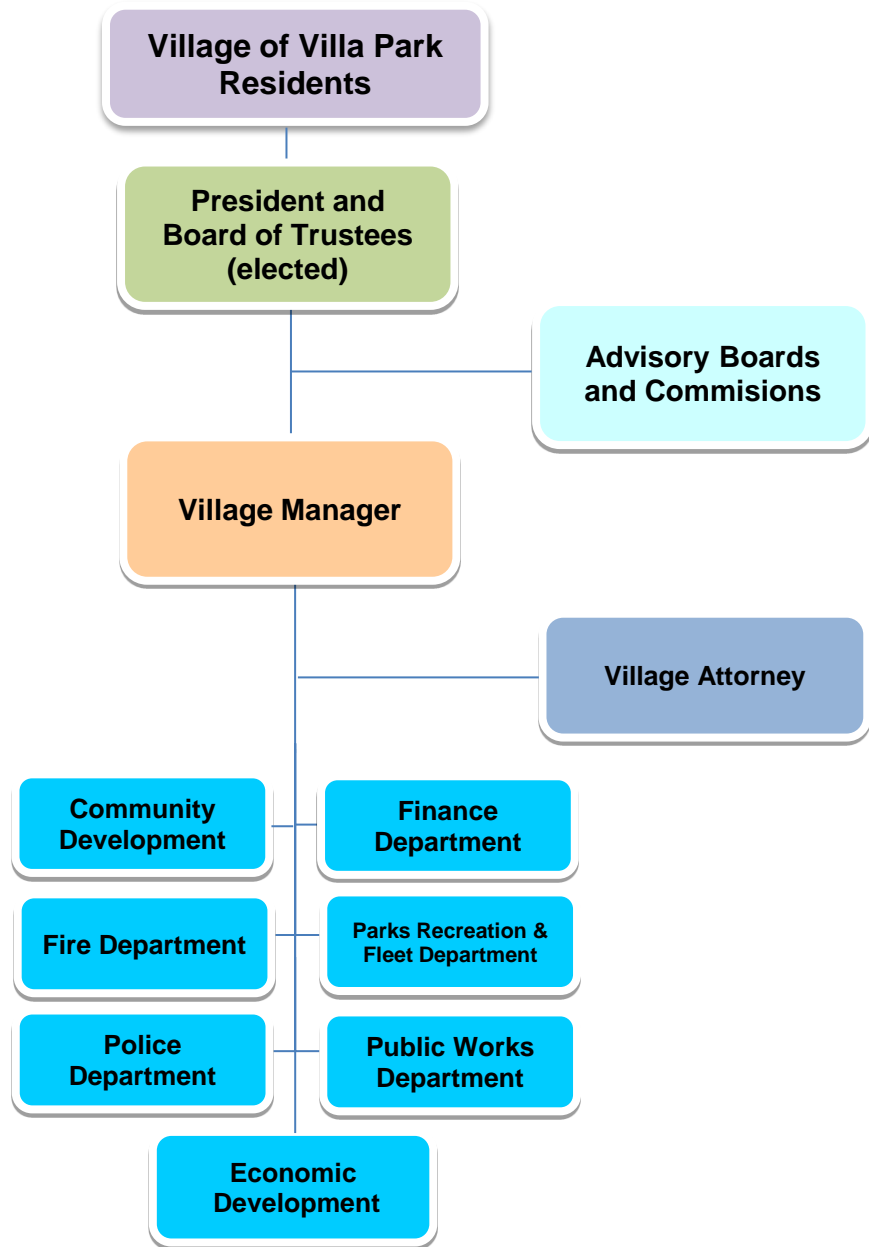 Village of Villa Park
Residents
President and
Board of Trustees
(elected)
Advisory Boards
and Commisions
Village Manager
Village Attorney
Community
Development
Finance
Department
Fire Department
Parks Recreation &
Fleet Department
Police
Department
Public Works
Department
Economic
Development